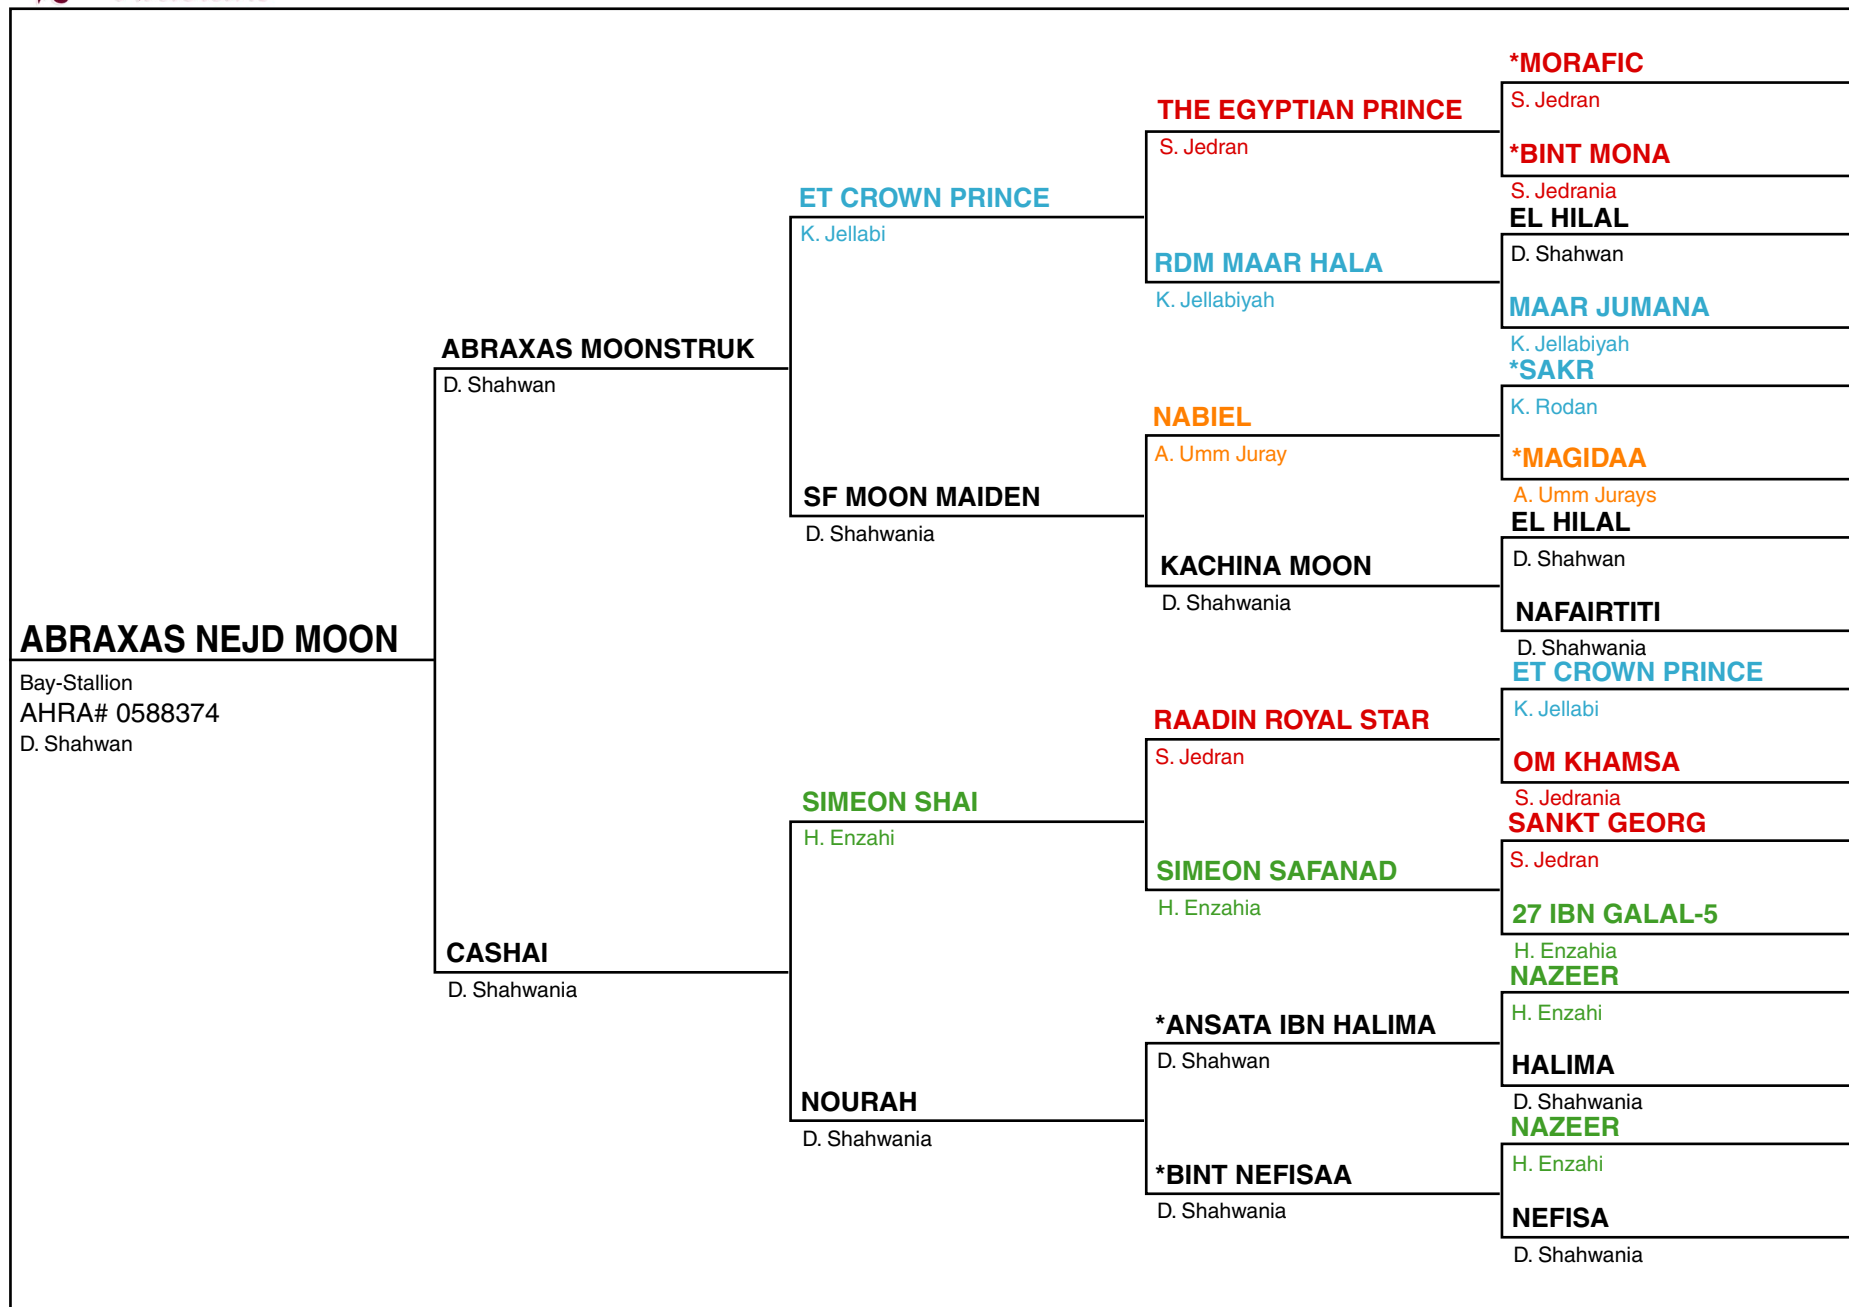 *MORAFIC
S. Jedran
THE EGYPTIAN PRINCE
S. Jedran
*BINT MONA
S. Jedrania
ET CROWN PRINCE
K. Jellabi
EL HILAL
D. Shahwan
RDM MAAR HALA
K. Jellabiyah
MAAR JUMANA
K. Jellabiyah
ABRAXAS MOONSTRUK
D. Shahwan
*SAKR
K. Rodan
NABIEL
A. Umm Juray
*MAGIDAA
A. Umm Jurays
SF MOON MAIDEN
D. Shahwania
EL HILAL
D. Shahwan
KACHINA MOON
D. Shahwania
NAFAIRTITI
D. Shahwania
ABRAXAS NEJD MOON
Bay-Stallion
AHRA# 0588374
D. Shahwan
ET CROWN PRINCE
K. Jellabi
RAADIN ROYAL STAR
S. Jedran
OM KHAMSA
S. Jedrania
SIMEON SHAI
H. Enzahi
SANKT GEORG
S. Jedran
SIMEON SAFANAD
H. Enzahia
27 IBN GALAL-5
H. Enzahia
CASHAI
D. Shahwania
NAZEER
H. Enzahi
*ANSATA IBN HALIMA
D. Shahwan
HALIMA
D. Shahwania
NOURAH
D. Shahwania
NAZEER
H. Enzahi
*BINT NEFISAA
D. Shahwania
NEFISA
D. Shahwania